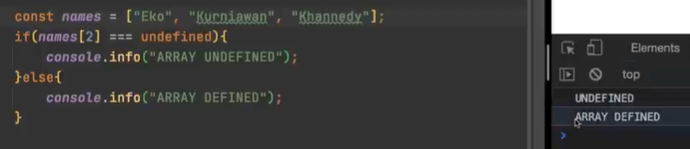 const names = ["Eko", "Kurniawan", "Khannedy"];
if(names[2] === undefined){
    console.info("ARRAY UNDEFINED");
}else{
    console.info("ARRAY DEFINED");
}
Elements
top
UNDEFINED
ARRAY DEFINED